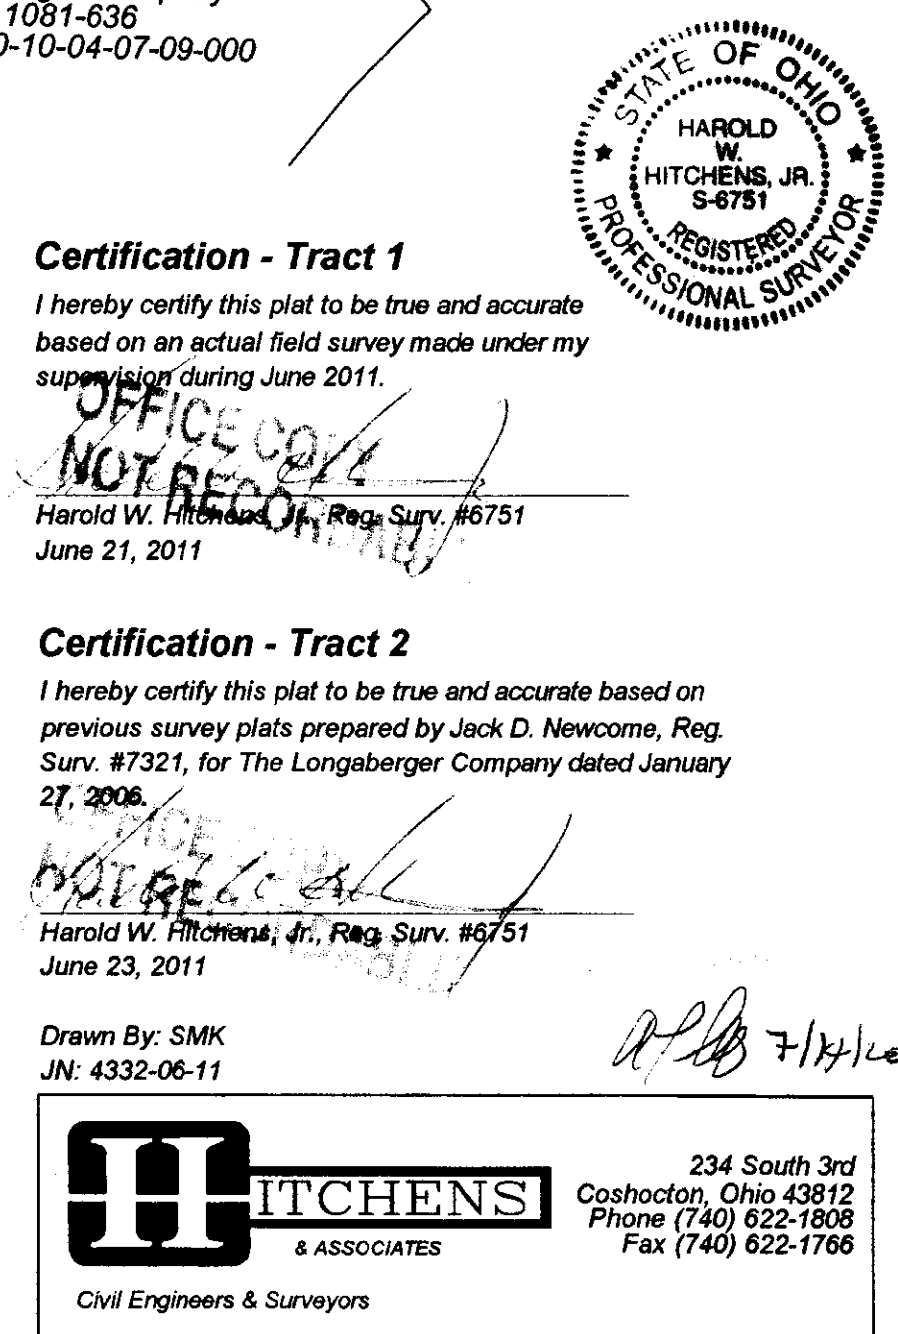 1081-636
0-10-04-07-09-000
STATE OF OHIO
HAROLD
W.
HITCHENS, JR.
S-6751
REGISTERED
PROFESSIONAL SURVEYOR
Certification - Tract 1
I hereby certify this plat to be true and accurate
based on an actual field survey made under my
supervision during June 2011.
OFFICE COPY
NOT RECORDABLE
Harold W. Hitchens, Jr., Reg. Surv. #6751
June 21, 2011
Certification - Tract 2
I hereby certify this plat to be true and accurate based on
previous survey plats prepared by Jack D. Newcome, Reg.
Surv. #7321, for The Longaberger Company dated January
27, 2006.
OFFICE COPY
NOT RECORDABLE
Harold W. Hitchens, Jr., Reg. Surv. #6751
June 23, 2011
Drawn By: SMK
JN: 4332-06-11
HITCHENS
& ASSOCIATES
Civil Engineers & Surveyors
234 South 3rd
Coshocton, Ohio 43812
Phone (740) 622-1808
Fax (740) 622-1766